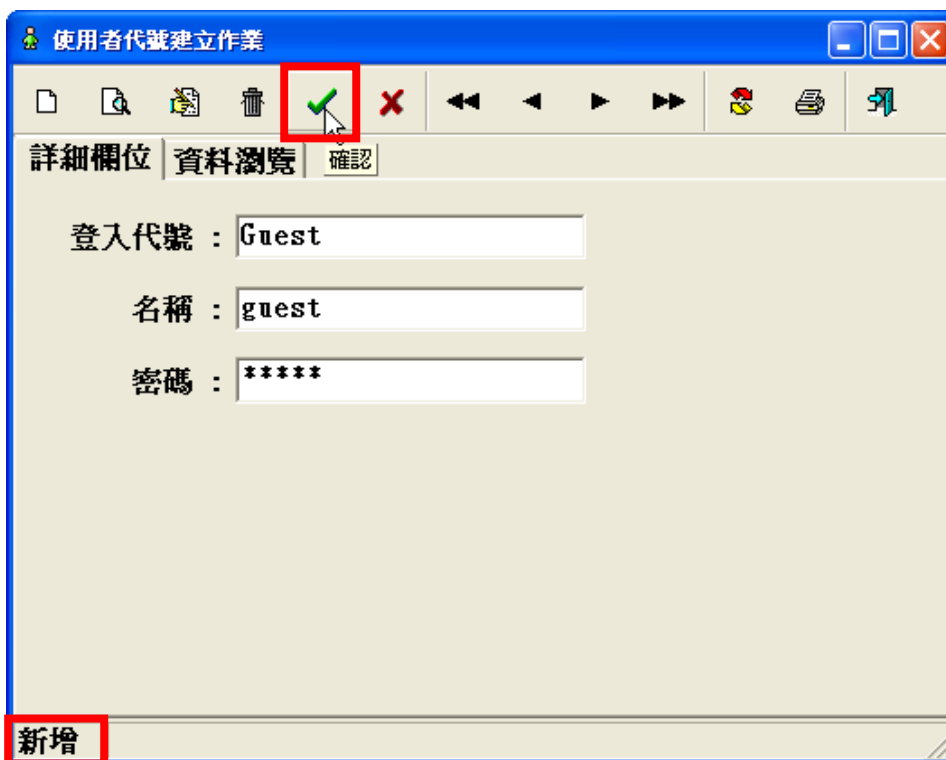 使用者代號建立作業
詳細欄位 資料瀏覽 確認
登入代號 : Guest
名稱 : guest
密碼 : *****
新增